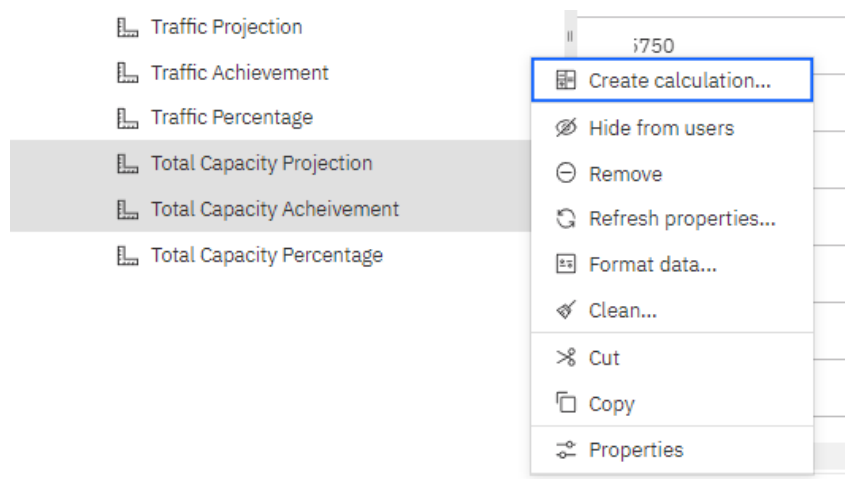 Traffic Projection
Traffic Achievement
Traffic Percentage
Total Capacity Projection
Total Capacity Acheivement
Total Capacity Percentage
5750
Create calculation...
Hide from users
Remove
Refresh properties...
Format data...
Clean...
Cut
Copy
Properties